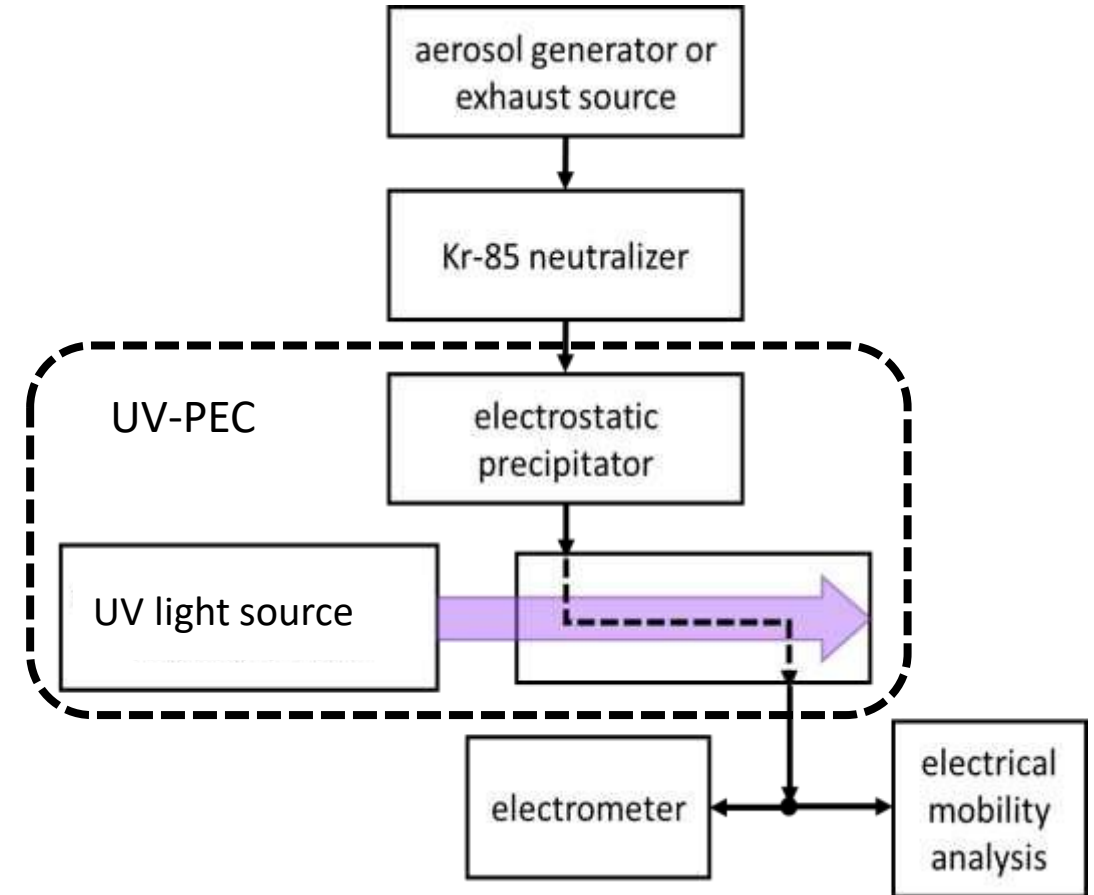 aerosol generator or
exhaust source
Kr-85 neutralizer
UV-PEC
electrostatic
precipitator
UV light source
electrometer
electrical
mobility
analysis